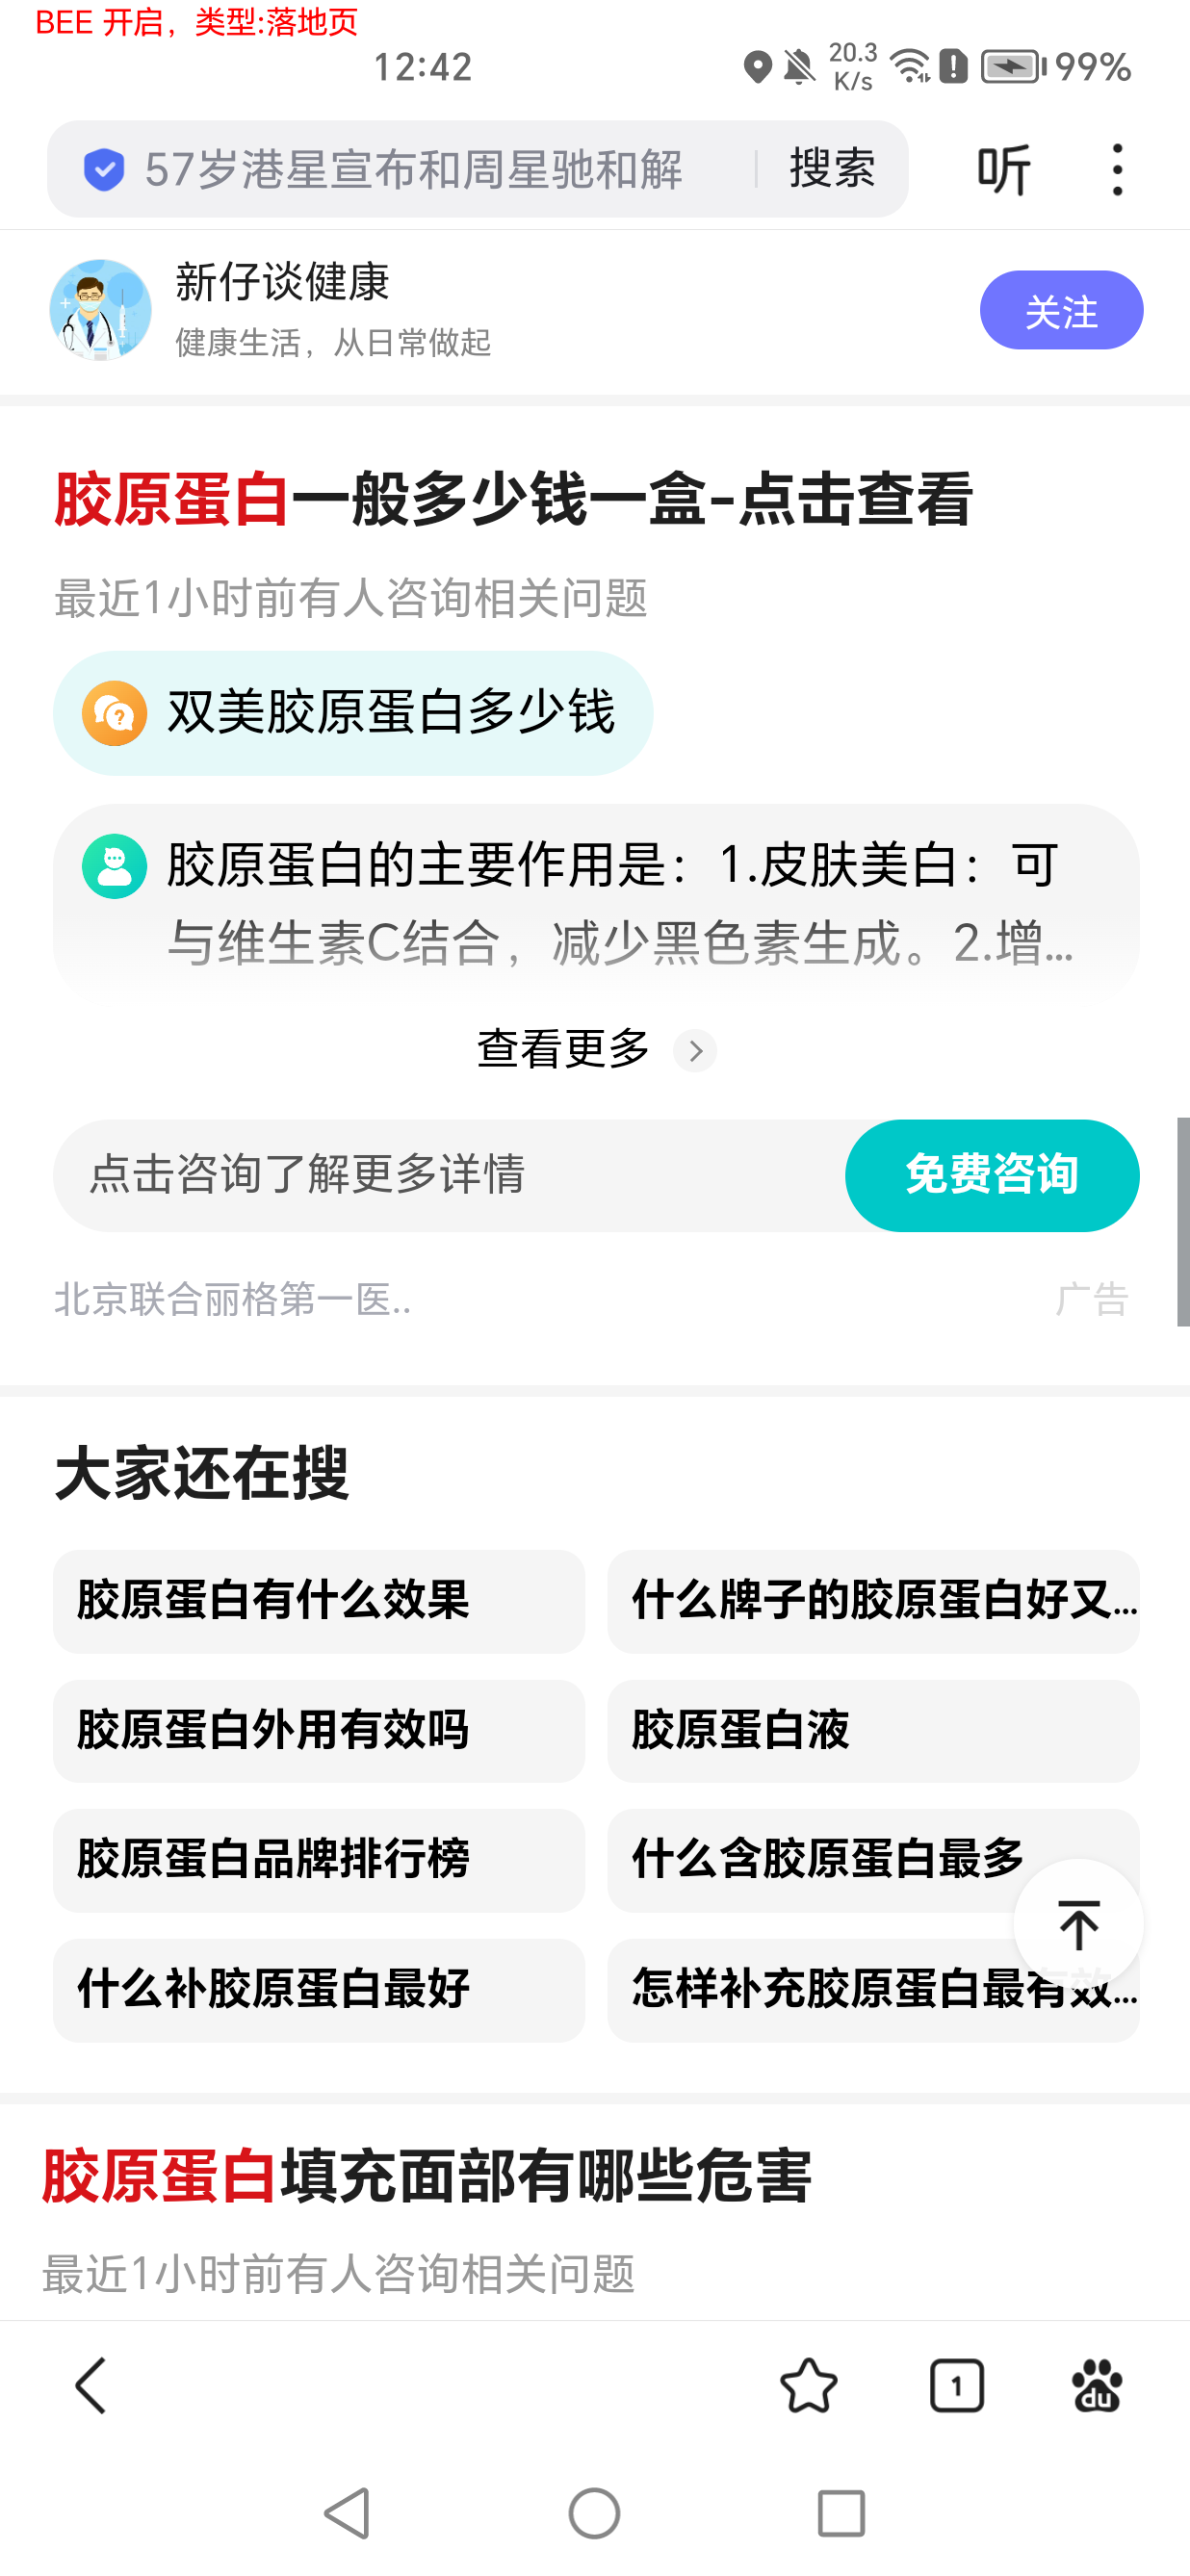 BEE 开启，类型:落地页
12:42
20.3
K/s
99%
57岁港星宣布和周星驰和解
搜索
听
新仔谈健康
健康生活，从日常做起
关注
胶原蛋白一般多少钱一盒-点击查看
最近1小时前有人咨询相关问题
双美胶原蛋白多少钱
胶原蛋白的主要作用是：1.皮肤美白：可
与维生素C结合，减少黑色素生成。2.增...
查看更多
点击咨询了解更多详情
免费咨询
北京联合丽格第一医..
广告
大家还在搜
胶原蛋白有什么效果
什么牌子的胶原蛋白好又...
胶原蛋白外用有效吗
胶原蛋白液
胶原蛋白品牌排行榜
什么含胶原蛋白最多
什么补胶原蛋白最好
怎样补充胶原蛋白最有效...
胶原蛋白填充面部有哪些危害
最近1小时前有人咨询相关问题
1
du